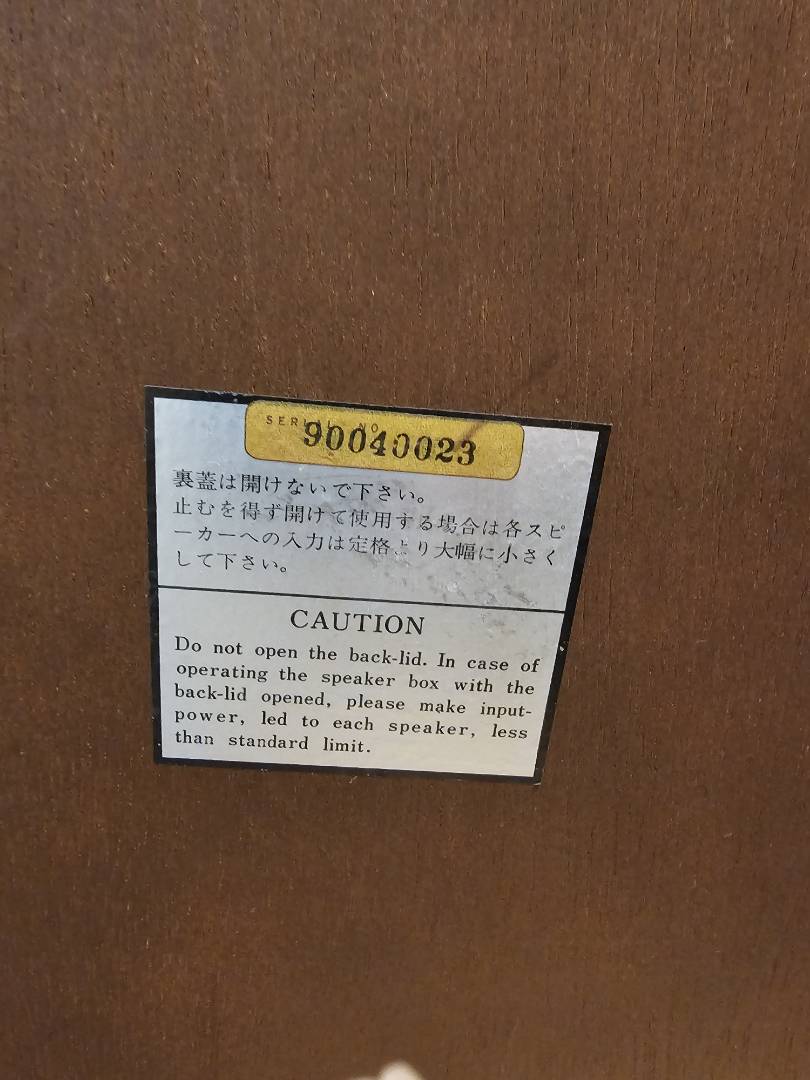 SERIAL NO.
90040023
裏蓋は開けないで下さい。
止むを得ず開けて使用する場合は各スピ
ーカーへの入力は定格より大幅に小さく
して下さい。
CAUTION
Do not open the back-lid. In case of
operating the speaker box with the
back-lid opened, please make input-
power, led to each speaker, less
than standard limit.